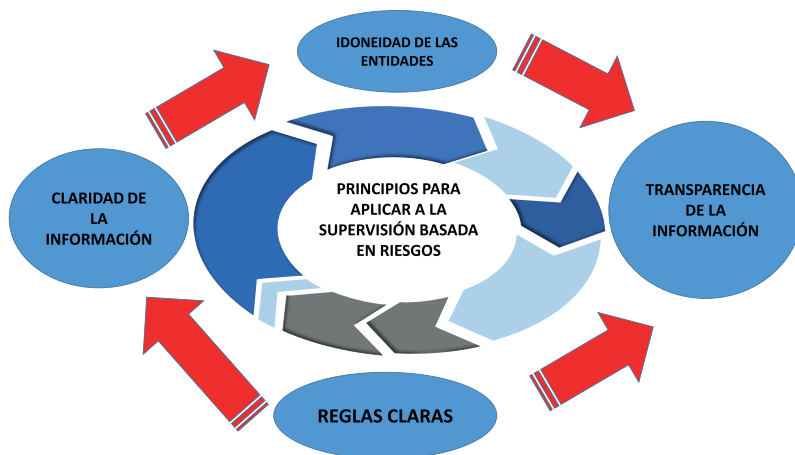 IDONEIDAD DE LAS
ENTIDADES
CLARIDAD DE
LA
INFORMACIÓN
PRINCIPIOS PARA
APLICAR A LA
SUPERVISIÓN BASADA
EN RIESGOS
TRANSPARENCIA
DE LA
INFORMACIÓN
REGLAS CLARAS